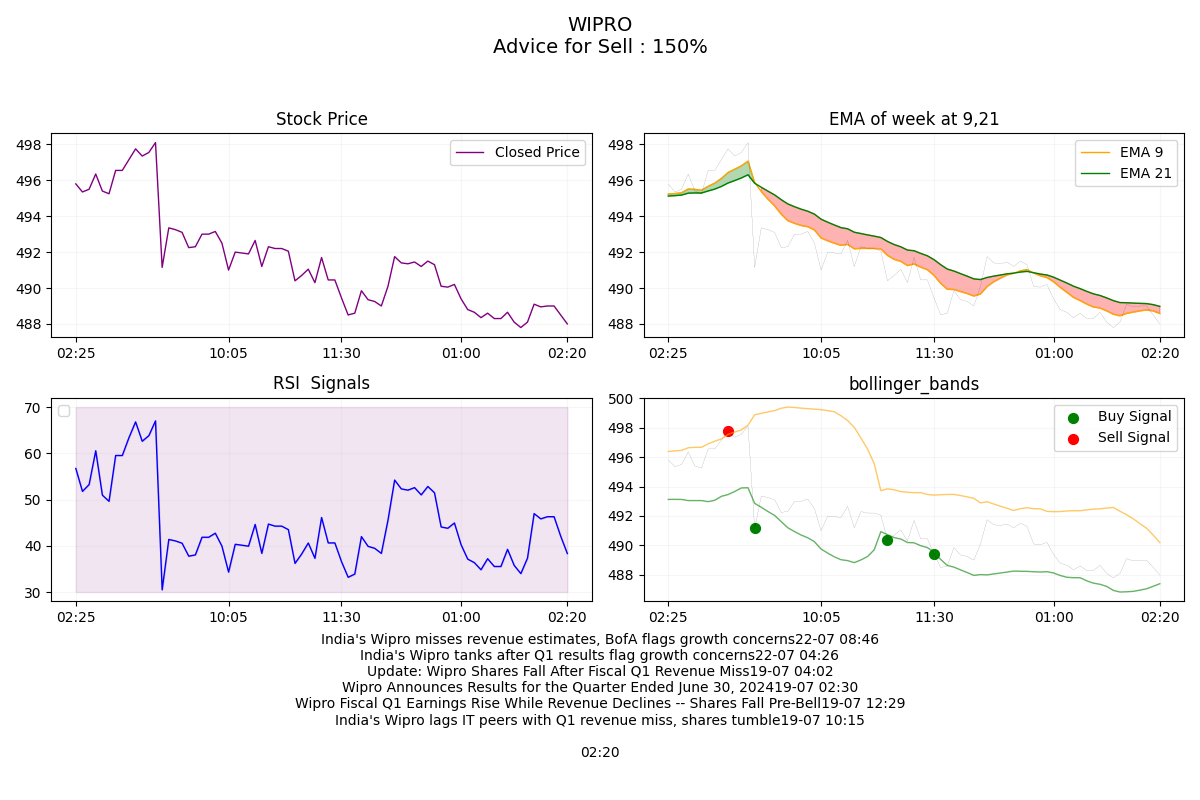 WIPRO
Advice for Sell : 150%
Stock Price
498
496
494
492
490
488
Closed Price
02:25
10:05
11:30
01:00
02:20
EMA of week at 9,21
498
496
494
492
490
488
EMA 9
EMA 21
02:25
10:05
11:30
01:00
02:20
RSI  Signals
70
60
50
40
30
02:25
10:05
11:30
01:00
02:20
bollinger_bands
500
498
496
494
492
490
488
Buy Signal
Sell Signal
02:25
10:05
11:30
01:00
02:20
India's Wipro misses revenue estimates, BofA flags growth concerns22-07 08:46
India's Wipro tanks after Q1 results flag growth concerns22-07 04:26
Update: Wipro Shares Fall After Fiscal Q1 Revenue Miss19-07 04:02
Wipro Announces Results for the Quarter Ended June 30, 202419-07 02:30
Wipro Fiscal Q1 Earnings Rise While Revenue Declines -- Shares Fall Pre-Bell19-07 12:29
India's Wipro lags IT peers with Q1 revenue miss, shares tumble19-07 10:15
02:20